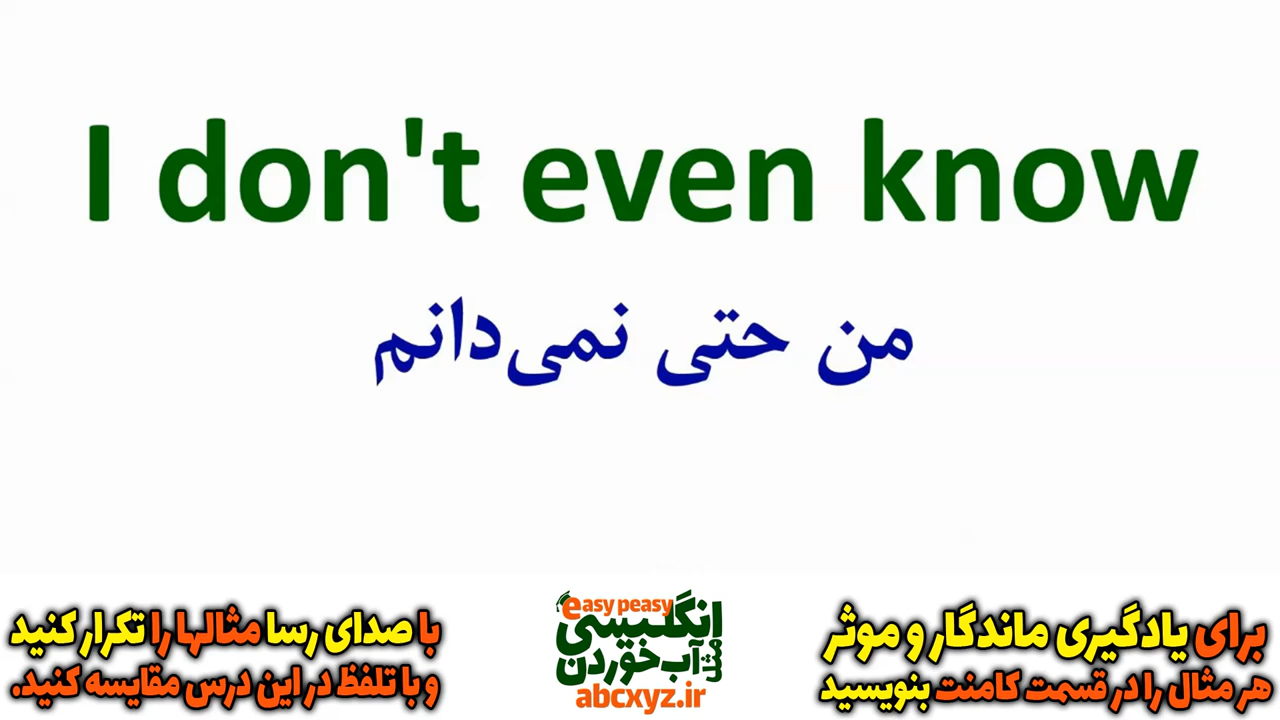 I don't even know
من حتی نمی‌دانم
برای یادگیری ماندگار و موثر
هر مثال را در قسمت کامنت بنویسید
easy peasy
انگلیسی
مثل آب خوردن
abcxyz.ir
با صدای رسا مثالها را تکرار کنید
و با تلفظ در این درس مقایسه کنید.